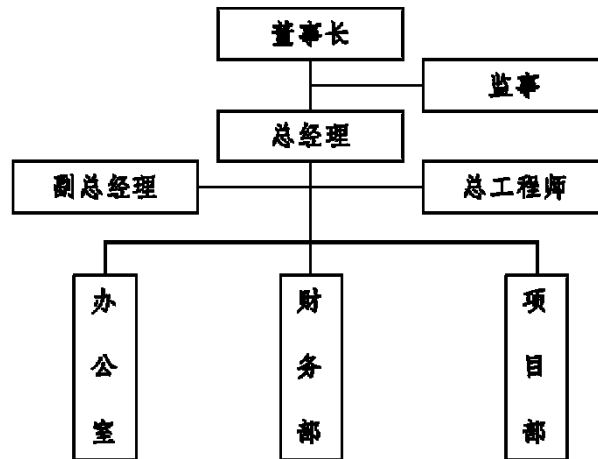 董事长
监事
总经理
副总经理
总工程师
办公室
财务部
项目部